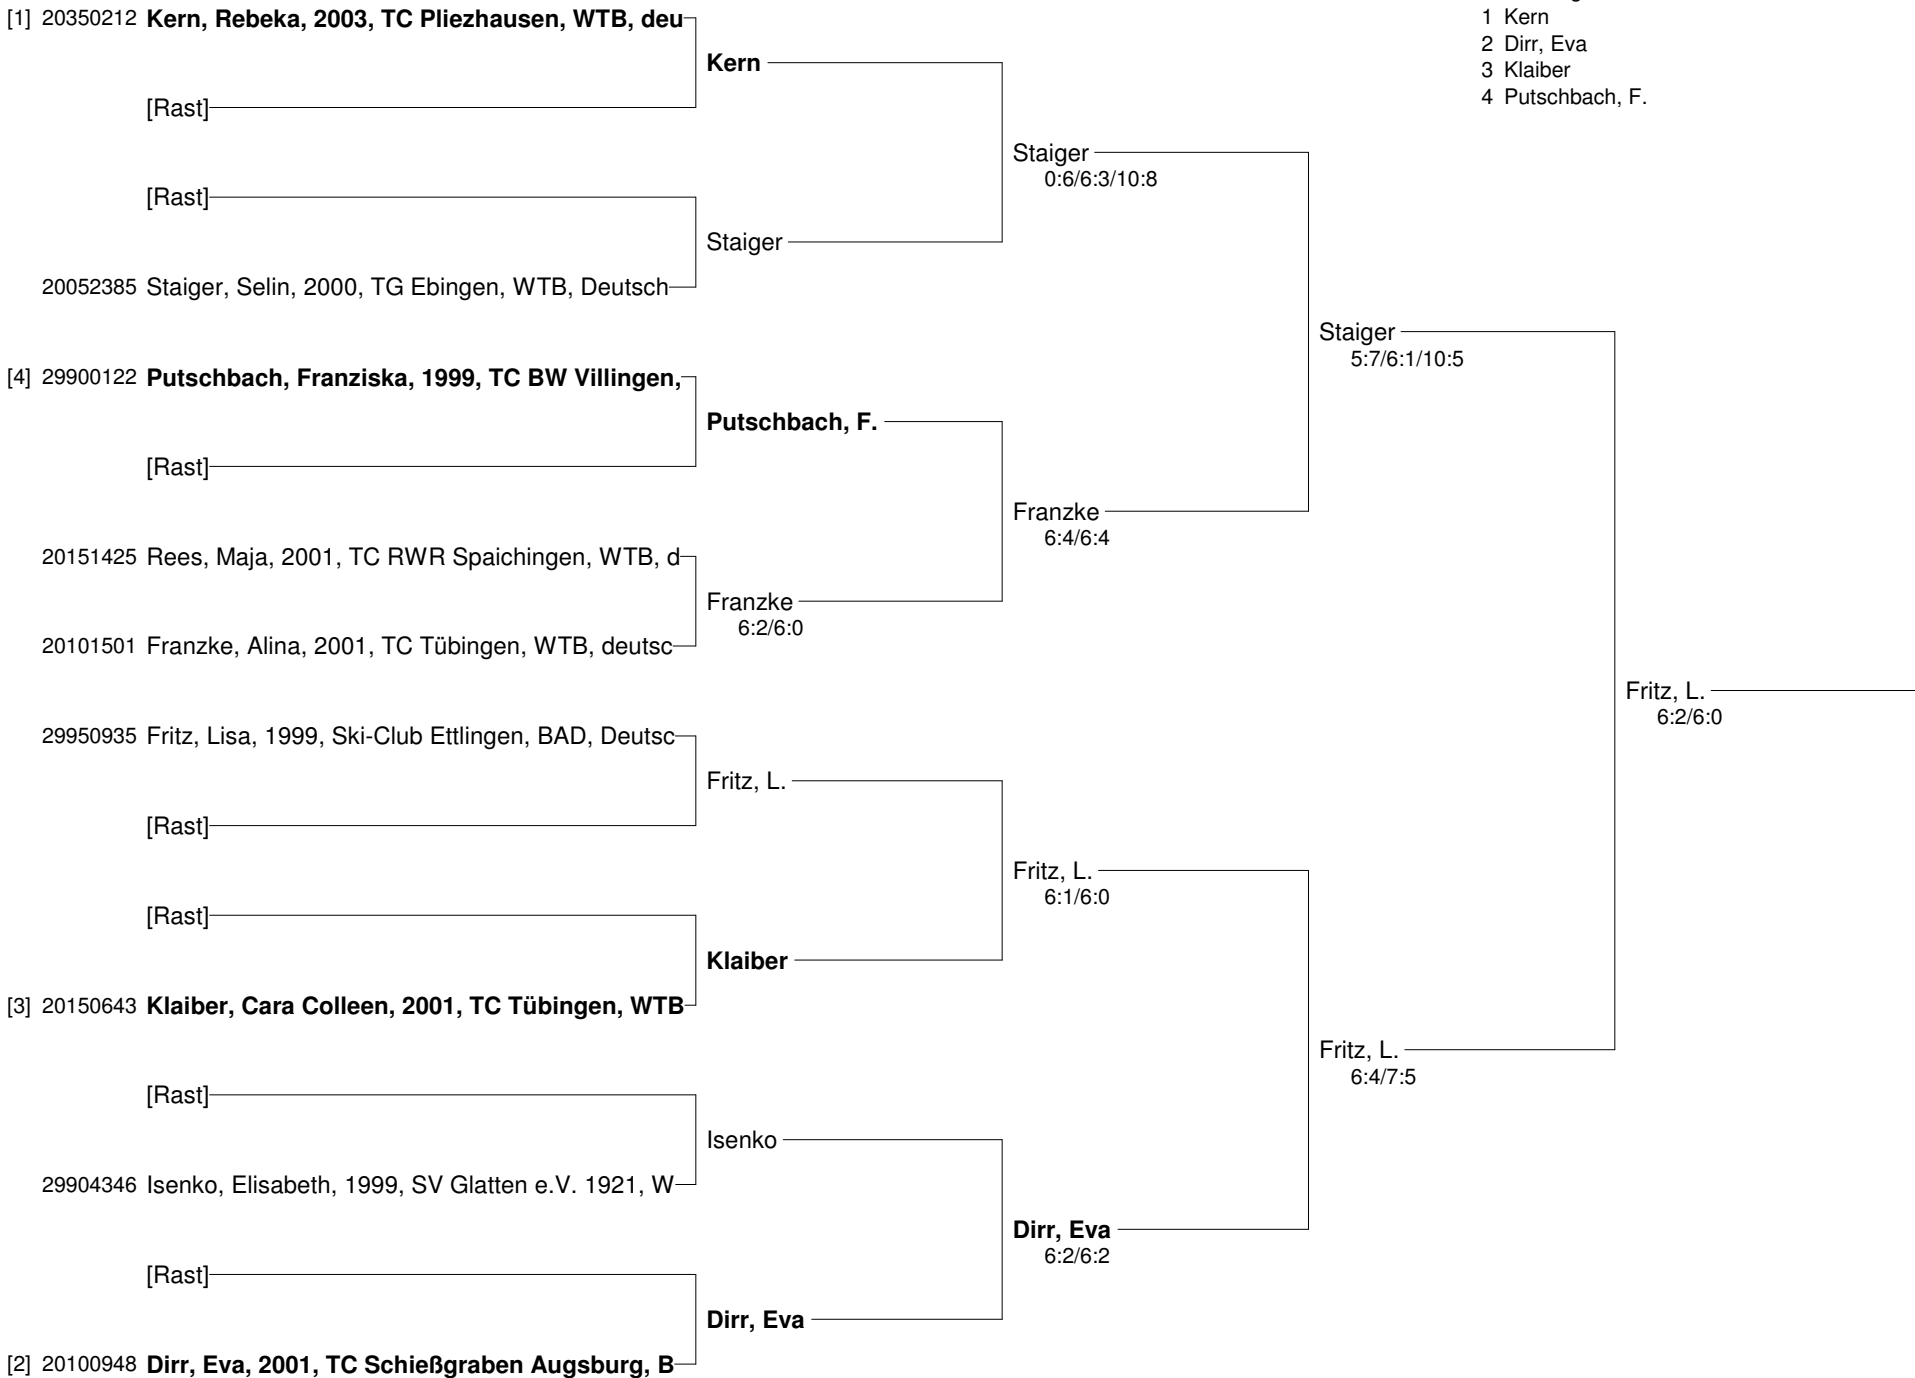 [1] 20350212 Kern, Rebeka, 2003, TC Pliezhausen, WTB, deu
1 Kern
2 Dirr, Eva
3 Klaiber
4 Putschbach, F.
Kern
[Rast]
Staiger
0:6/6:3/10:8
[Rast]
Staiger
20052385 Staiger, Selin, 2000, TG Ebingen, WTB, Deutsch
Staiger
5:7/6:1/10:5
[4] 29900122 Putschbach, Franziska, 1999, TC BW Villingen,
Putschbach, F.
[Rast]
Franzke
6:4/6:4
20151425 Rees, Maja, 2001, TC RWR Spaichingen, WTB, d
Franzke
6:2/6:0
20101501 Franzke, Alina, 2001, TC Tübingen, WTB, deutsc
Fritz, L.
6:2/6:0
29950935 Fritz, Lisa, 1999, Ski-Club Ettlingen, BAD, Deutsc
Fritz, L.
[Rast]
Fritz, L.
6:1/6:0
[Rast]
Klaiber
[3] 20150643 Klaiber, Cara Colleen, 2001, TC Tübingen, WTB
Fritz, L.
6:4/7:5
[Rast]
Isenko
29904346 Isenko, Elisabeth, 1999, SV Glatten e.V. 1921, W
Dirr, Eva
6:2/6:2
[Rast]
Dirr, Eva
[2] 20100948 Dirr, Eva, 2001, TC Schießgraben Augsburg, B